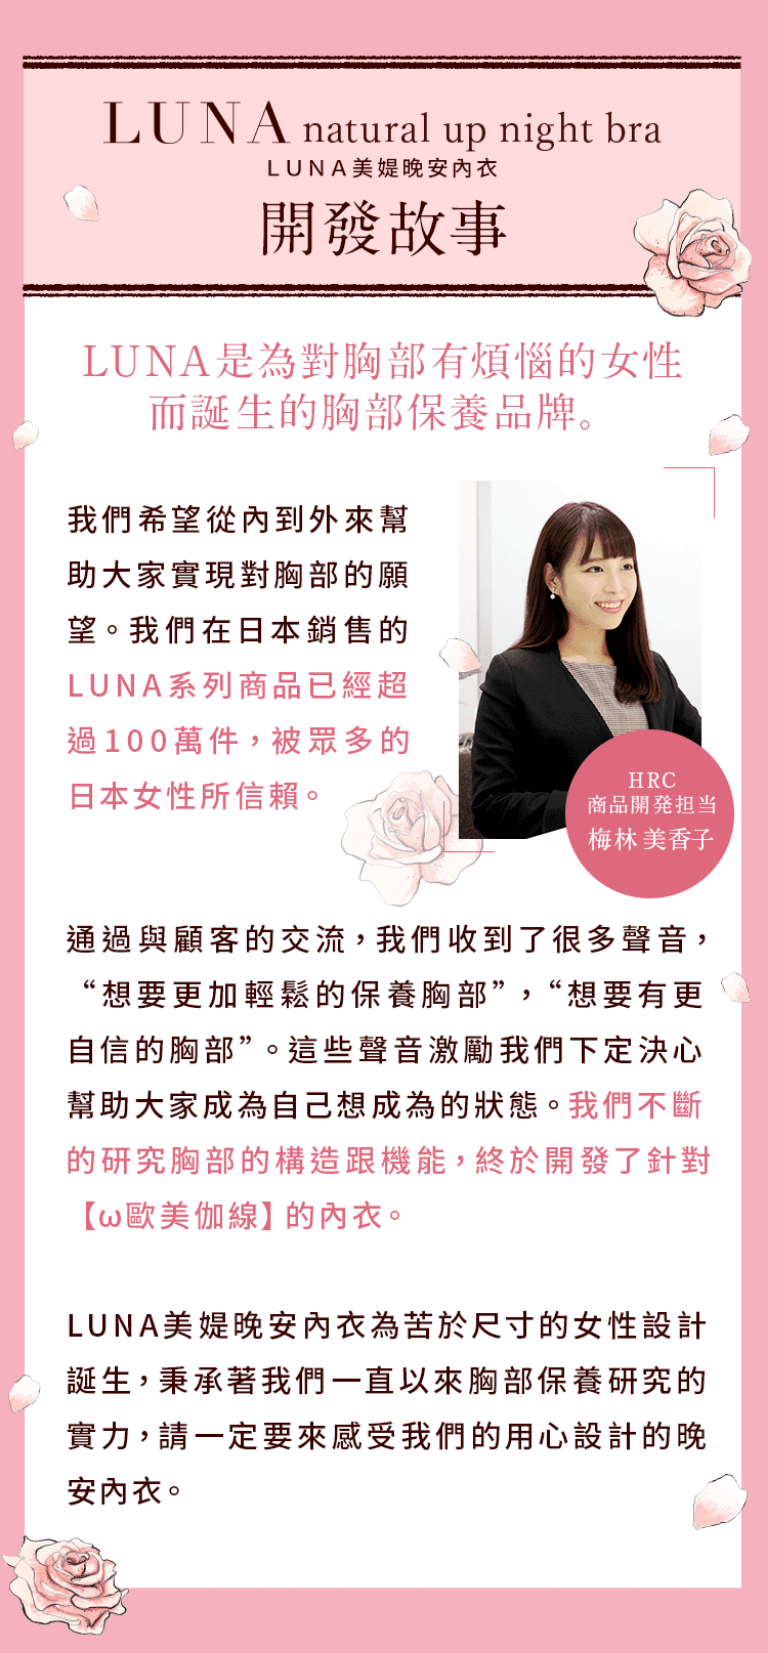 LUNA natural up night bra
LUNA美媞晚安內衣
開發故事
LUNA是為對胸部有煩惱的女性
而誕生的胸部保養品牌。
我們希望從內到外來幫
助大家實現對胸部的願
望。我們在日本銷售的
LUNA系列商品已經超
過100萬件，被眾多的
日本女性所信賴。
HRC
商品開発担当
梅林 美香子
通過與顧客的交流，我們收到了很多聲音，
“想要更加輕鬆的保養胸部”，“想要有更
自信的胸部”。這些聲音激勵我們下定決心
幫助大家成為自己想成為的狀態。我們不斷
的研究胸部的構造跟機能，終於開發了針對
【ω歐美伽線】的內衣。
LUNA美媞晚安內衣為苦於尺寸的女性設計
誕生，秉承著我們一直以來胸部保養研究的
實力，請一定要來感受我們的用心設計的晚
安內衣。